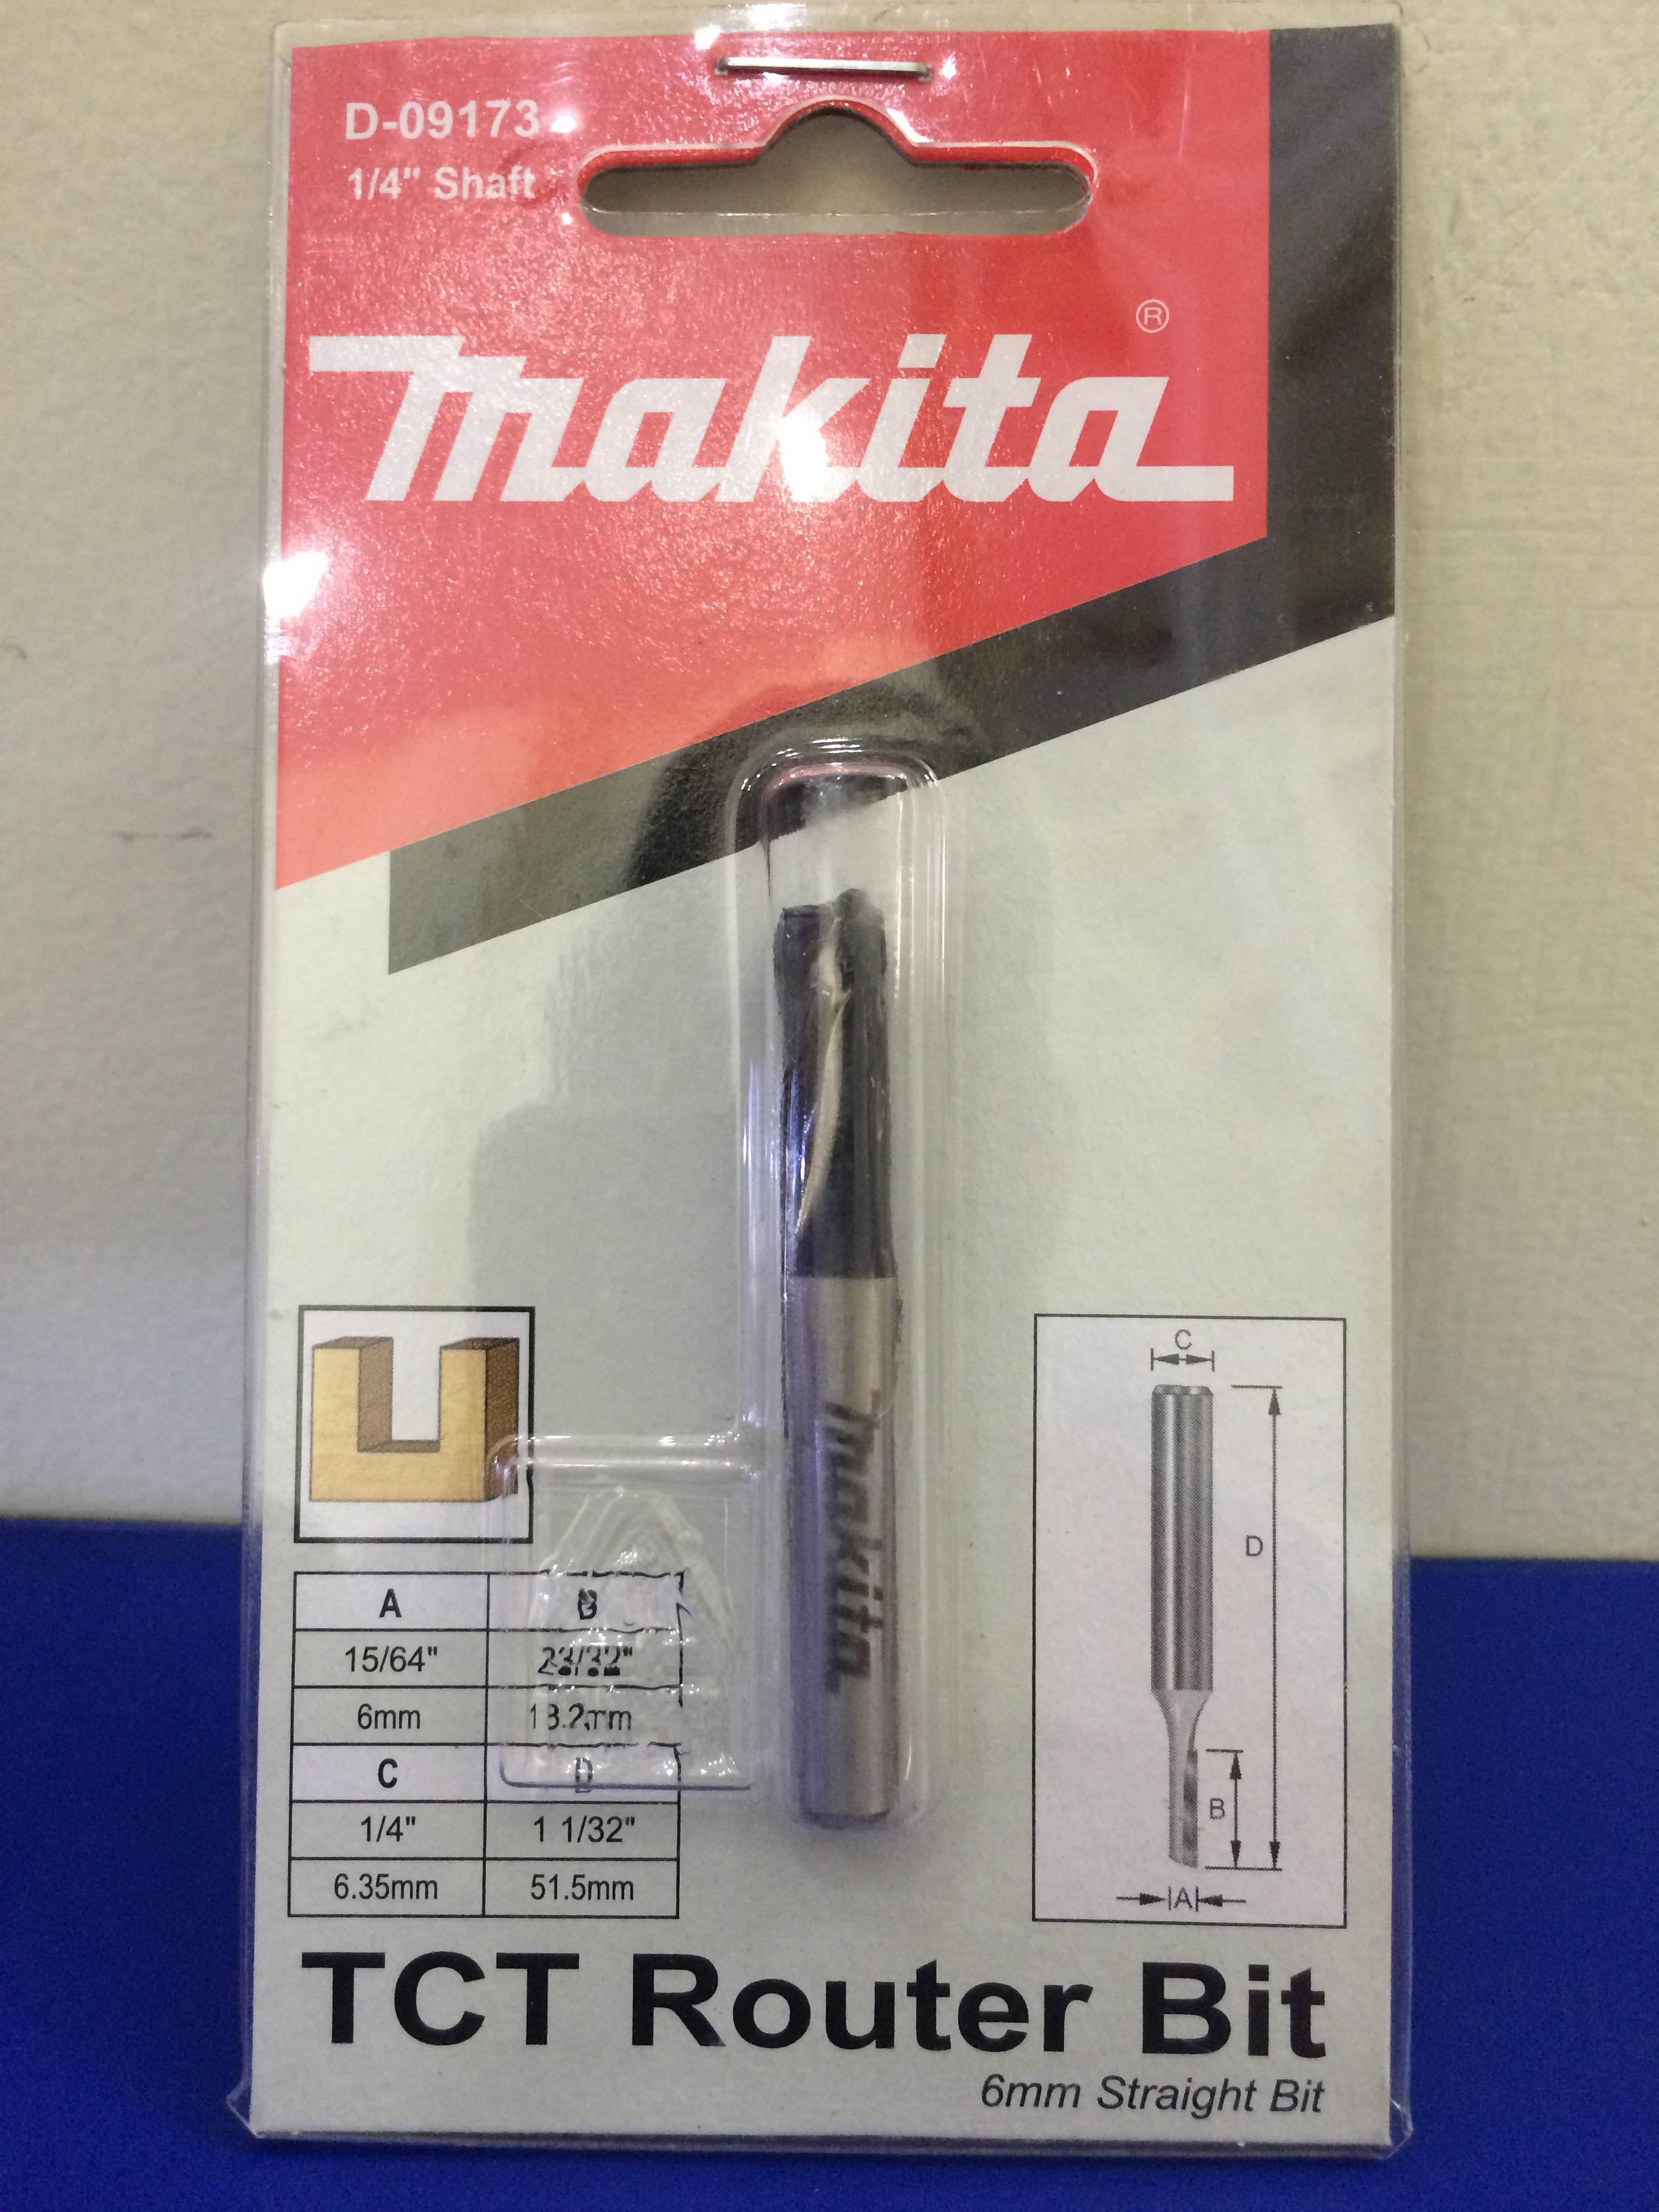 D-09173
1/4" Shaft
makita ®
makita
C
D
B
A
A B
15/64" 23/32"
6mm 18.2mm
C D
1/4" 1 1/32"
6.35mm 51.5mm
TCT Router Bit
6mm Straight Bit